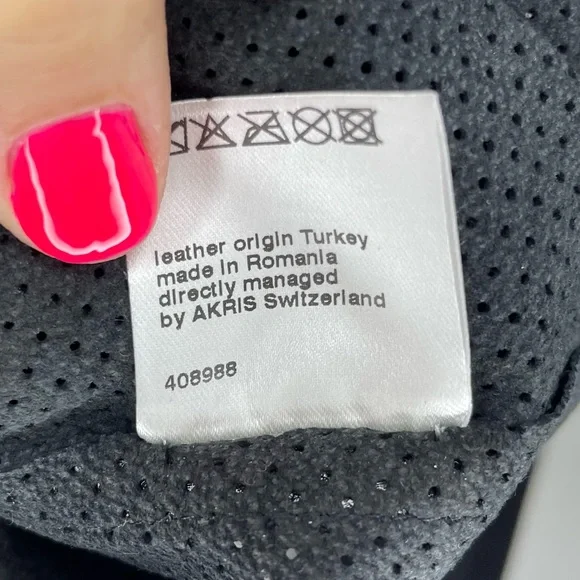 leather origin Turkey
made in Romania
directly managed
by AKRIS Switzerland
408988